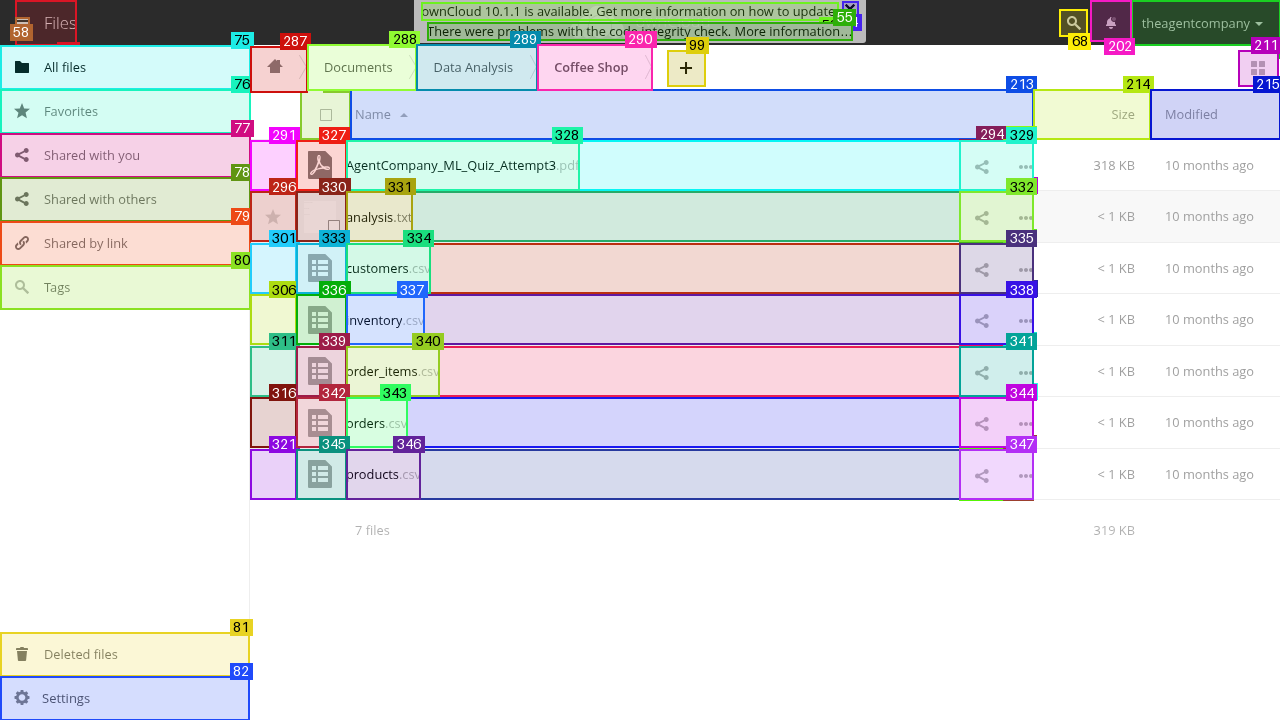 Files
ownCloud 10.1.1 is available. Get more information on how to update
There were problems with the code integrity check. More information...
theagentcompany
58
55
68
202
75
287
288
289
290
99
211
All files
Documents
Data Analysis
Coffee Shop
+
76
213
214
215
Favorites
Name
Size
Modified
77
291
327
328
294
329
Shared with you
AgentCompany_ML_Quiz_Attempt3.pdf
318 KB
10 months ago
78
296
330
331
332
Shared with others
analysis.txt
< 1 KB
10 months ago
79
301
333
334
335
Shared by link
customers.csv
< 1 KB
10 months ago
80
306
336
337
338
Tags
inventory.csv
< 1 KB
10 months ago
311
339
340
341
order_items.csv
< 1 KB
10 months ago
316
342
343
344
orders.csv
< 1 KB
10 months ago
321
345
346
347
products.csv
< 1 KB
10 months ago
7 files
319 KB
81
Deleted files
82
Settings